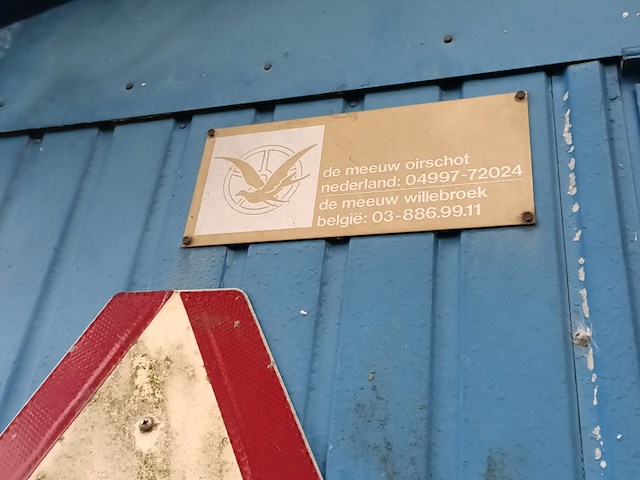 de meeuw oirschot
nederland: 04997-72024
de meeuw willebroek
belgië: 03-886.99.11